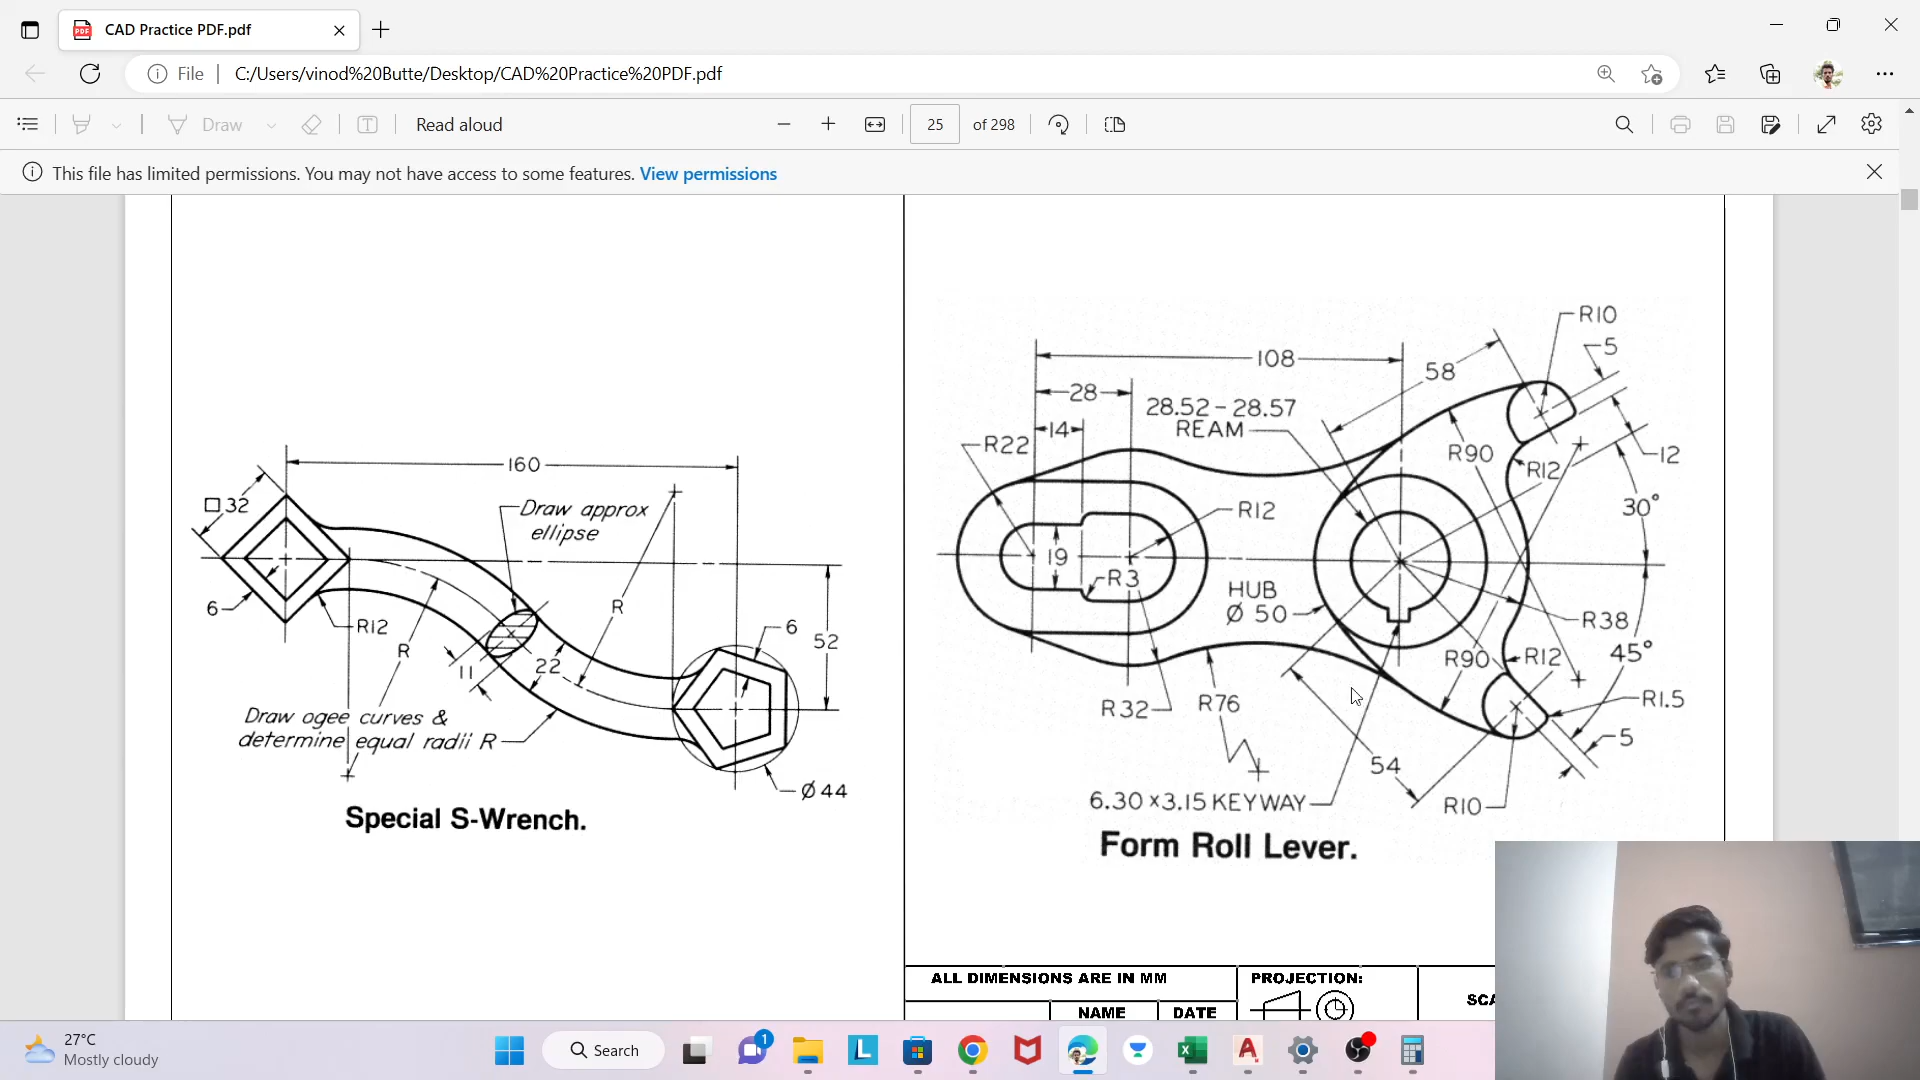 CAD Practice PDF.pdf
File
C:/Users/vinod%20Butte/Desktop/CAD%20Practice%20PDF.pdf
Draw
Read aloud
25
of 298
This file has limited permissions. You may not have access to some features. View permissions
160
□32
Draw approx
ellipse
6
R12
R
R
11
22
6
52
Draw ogee curves &
determine equal radii R
Ø44
Special S-Wrench.
R10
5
108
58
28
28.52-28.57
REAM
14
R22
R90
R12
12
30°
R12
19
R3
HUB
Ø 50
R38
R90
R12
45°
R32
R76
R1.5
5
54
6.30 x3.15 KEYWAY
R10
Form Roll Lever.
ALL DIMENSIONS ARE IN MM
PROJECTION:
SCA
NAME
DATE
27°C
Mostly cloudy
Search
1